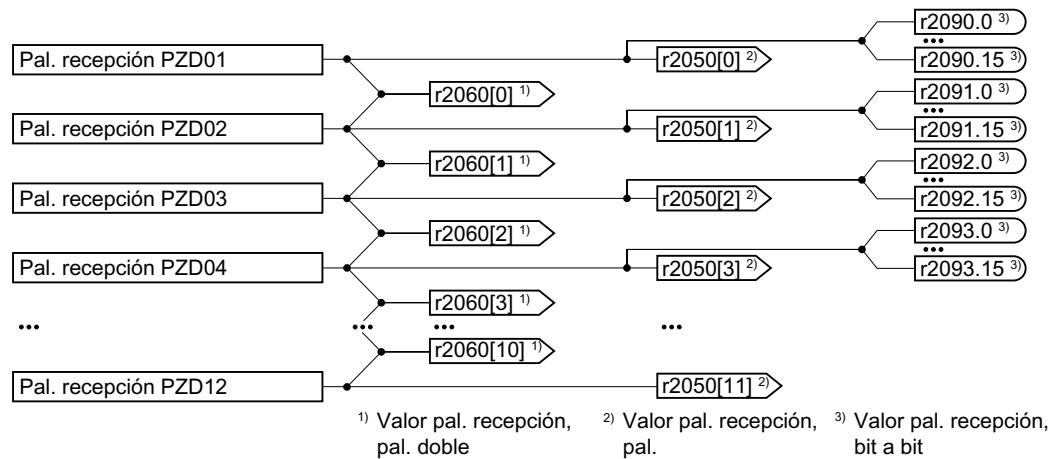 r2090.0 3)
...
Pal. recepción PZD01
r2050[0] 2)
r2090.15 3)
r2060[0] 1)
r2091.0 3)
...
Pal. recepción PZD02
r2050[1] 2)
r2091.15 3)
r2060[1] 1)
r2092.0 3)
...
Pal. recepción PZD03
r2050[2] 2)
r2092.15 3)
r2060[2] 1)
r2093.0 3)
...
Pal. recepción PZD04
r2050[3] 2)
r2093.15 3)
r2060[3] 1)
... ... ... ...
r2060[10] 1)
Pal. recepción PZD12
r2050[11] 2)
1) Valor pal. recepción,
pal. doble
2) Valor pal. recepción,
pal.
3) Valor pal. recepción,
bit a bit